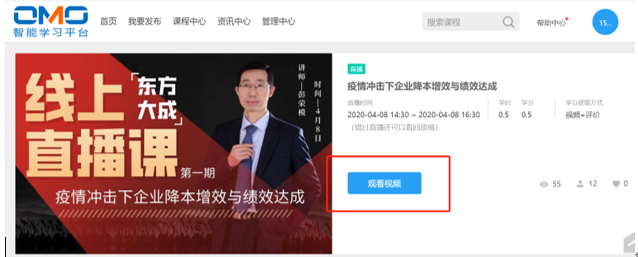 OMO
智能学习平台
首页 我要发布 课程中心 资讯中心 管理中心
搜索课程
帮助中心
15...
线上
直播课
「东方
大成」
第一期
讲师—彭荣模
时间—4月8日
疫情冲击下企业降本增效与绩效达成
直播
疫情冲击下企业降本增效与绩效达成
直播时间 学时 学分 学分获取方式
2020-04-08 14:30 ~ 2020-04-08 16:30 0.5 0.5 视频+评价
(错过直播还可以看回放哦)
观看视频
55 12 0